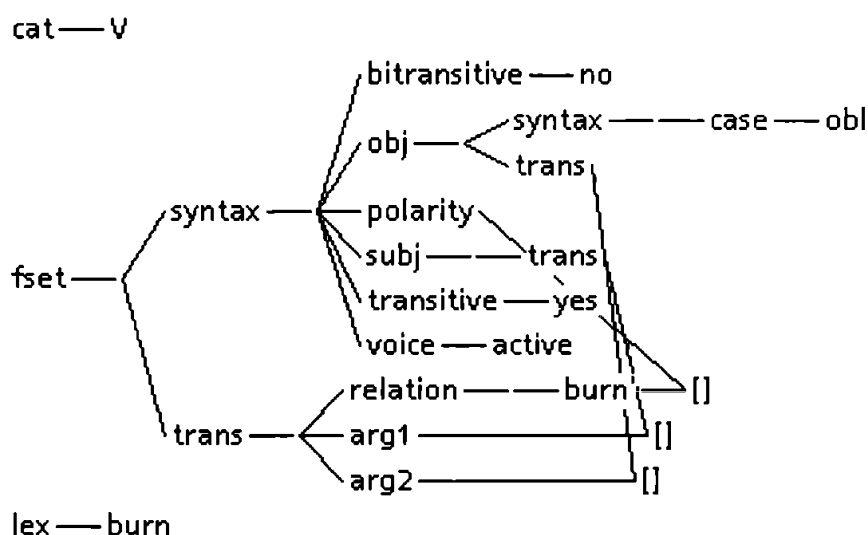 cat V
bitransitive no
syntax case obl
obj
trans
syntax polarity
subj trans
fset
transitive yes
voice active
relation burn []
trans arg1 []
arg2 []
lex burn